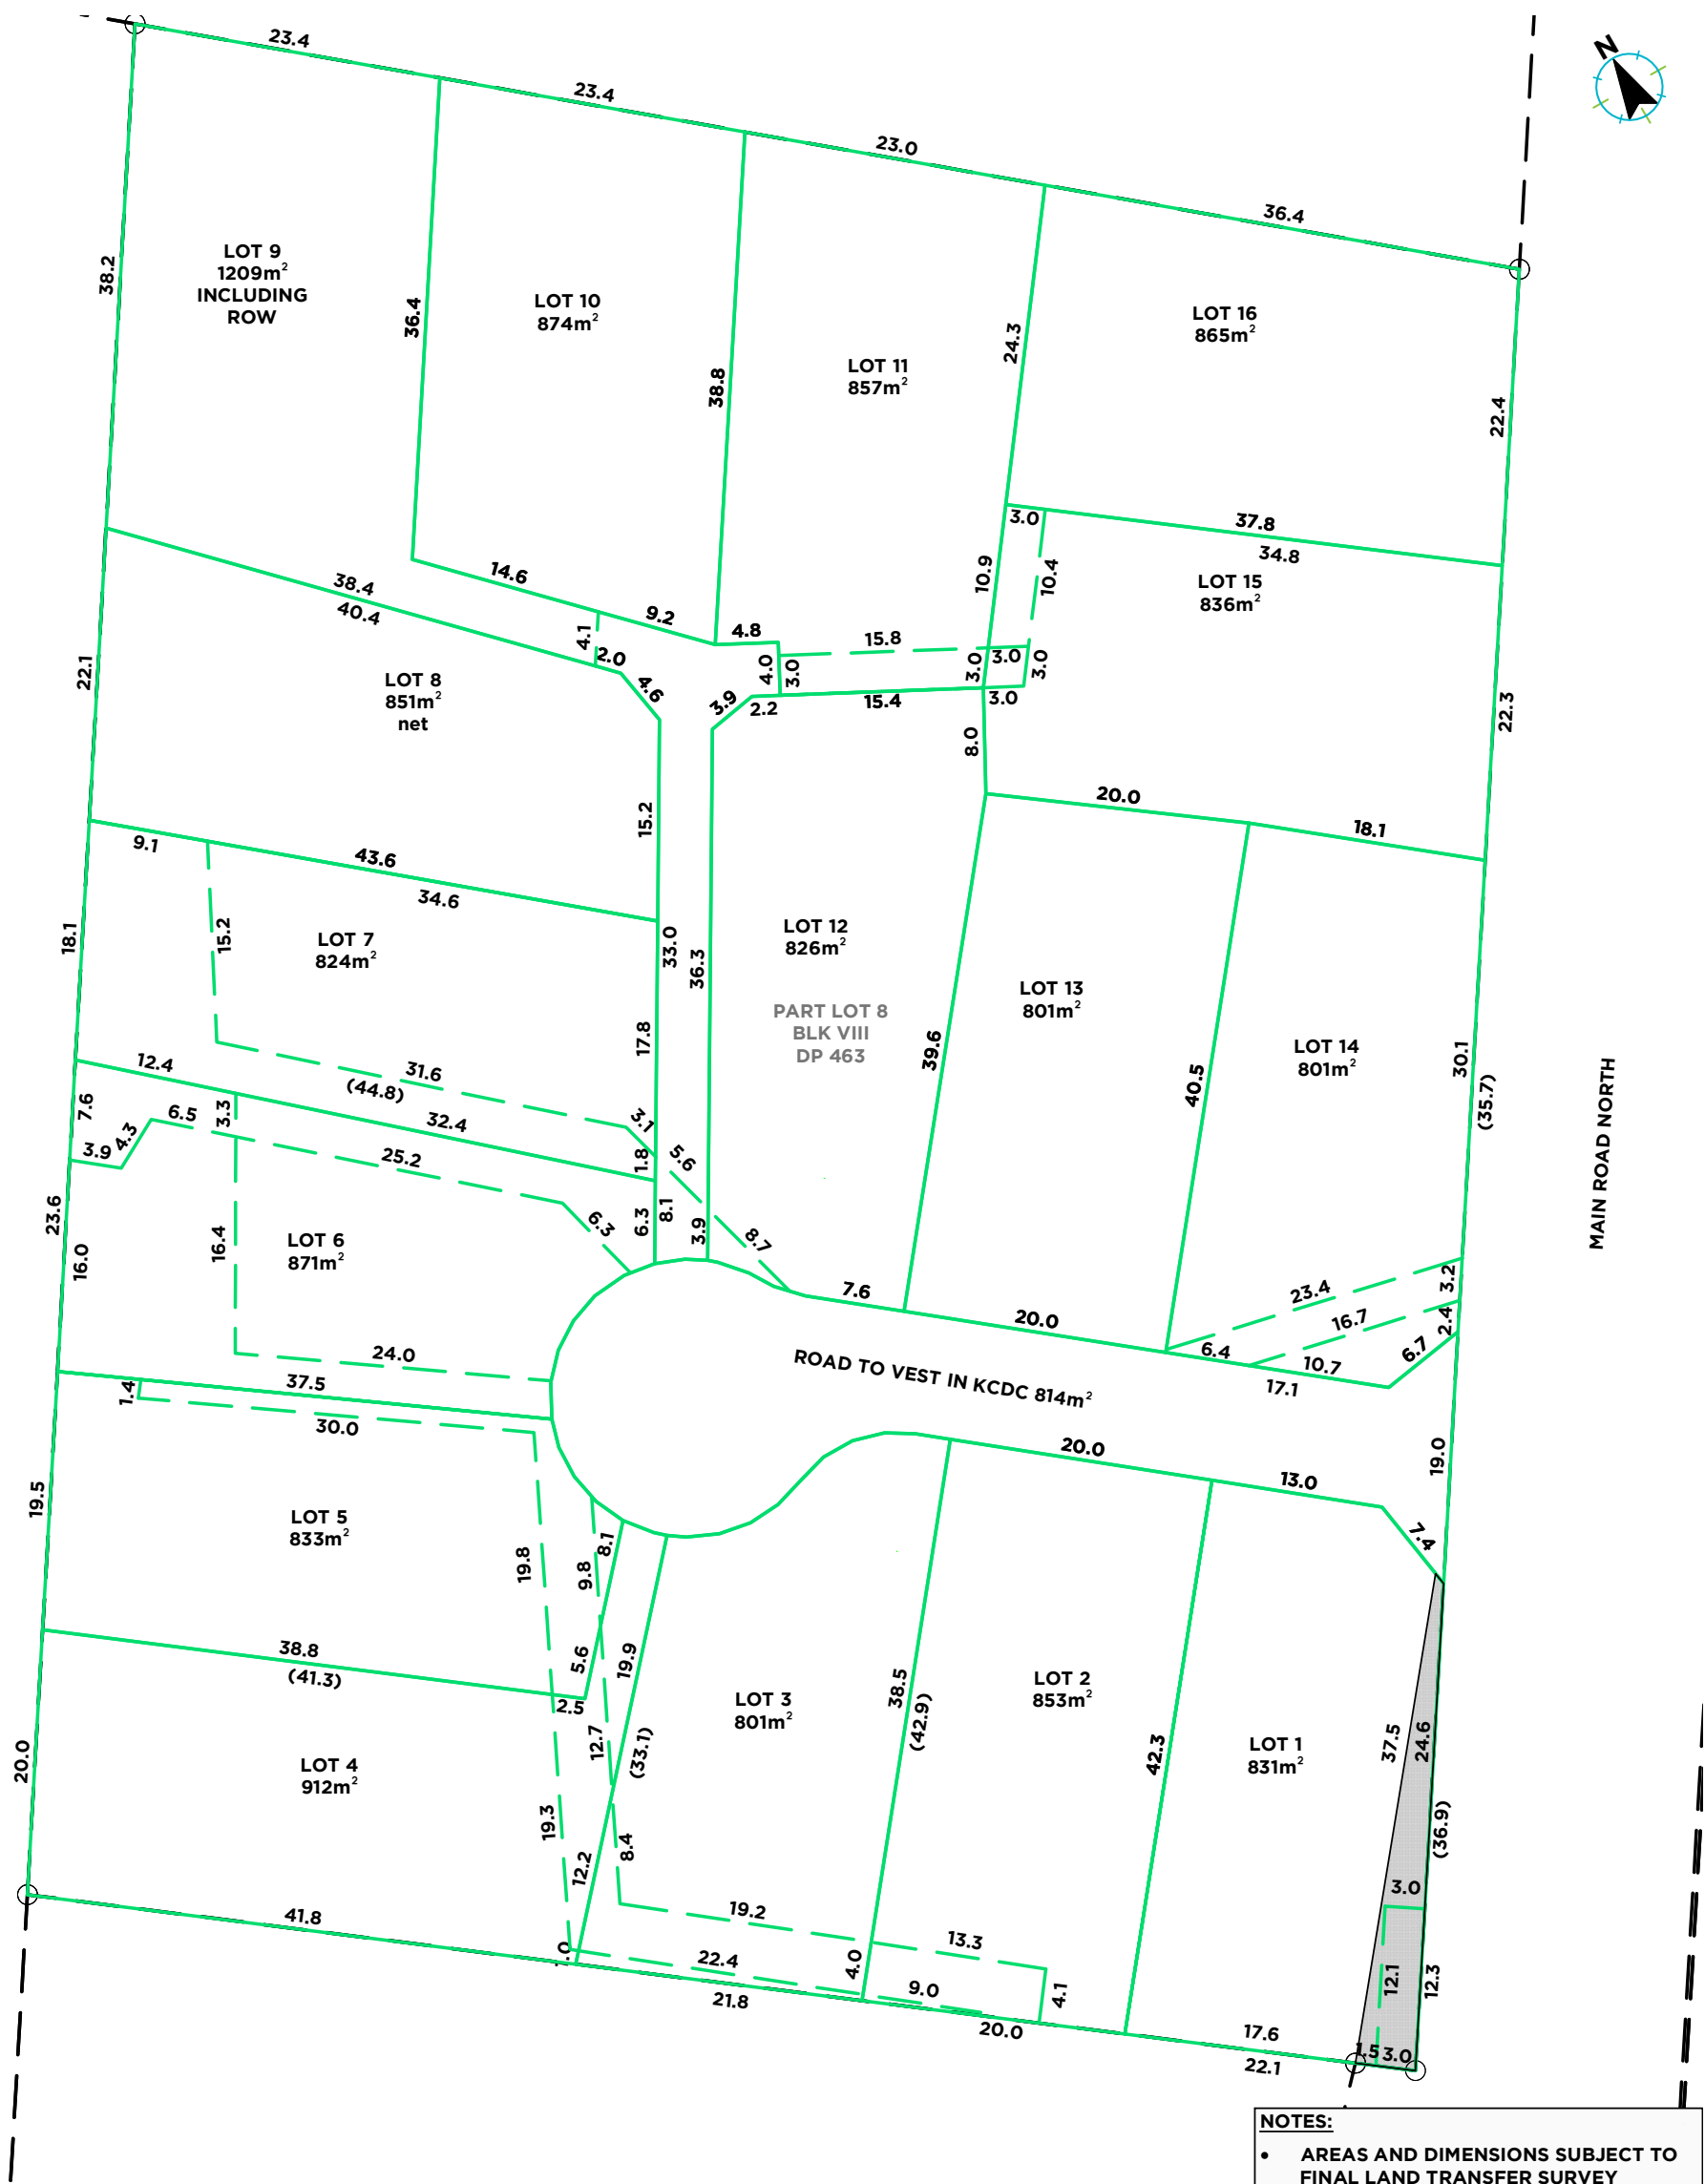 N
23.4
23.4
23.0
36.4
38.2
LOT 9
1209m²
INCLUDING
ROW
36.4
LOT 10
874m²
38.8
LOT 11
857m²
24.3
LOT 16
865m²
22.4
3.0
37.8
34.8
10.9
10.4
LOT 15
836m²
22.3
14.6
9.2
38.4
40.4
4.1
2.0
4.6
4.8
4.0
3.0
15.8
3.0
3.0
3.0
3.9
2.2
15.4
3.0
8.0
22.1
LOT 8
851m²
net
15.2
20.0
18.1
9.1
43.6
34.6
18.1
15.2
LOT 7
824m²
33.0
36.3
17.8
LOT 12
826m²
PART LOT 8
BLK VIII
DP 463
39.6
LOT 13
801m²
40.5
LOT 14
801m²
30.1
(35.7)
MAIN ROAD NORTH
12.4
31.6
(44.8)
32.4
3.1
1.8
5.6
7.6
6.5
3.3
3.9
4.3
25.2
6.3
6.3
8.1
3.9
8.7
23.6
16.0
16.4
LOT 6
871m²
24.0
7.6
20.0
23.4
16.7
3.2
2.4
6.4
10.7
6.7
17.1
ROAD TO VEST IN KCDC 814m²
1.4
37.5
30.0
20.0
13.0
19.0
7.4
19.5
LOT 5
833m²
19.8
9.8
8.1
5.6
19.9
38.8
(41.3)
2.5
12.7
(33.1)
LOT 3
801m²
38.5
(42.9)
LOT 2
853m²
42.3
LOT 1
831m²
37.5
24.6
(36.9)
20.0
LOT 4
912m²
19.3
12.2
8.4
19.2
13.3
3.0
41.8
1.0
22.4
4.0
9.0
4.1
12.1
12.3
21.8
20.0
17.6
22.1
1.5
3.0
NOTES:
• AREAS AND DIMENSIONS SUBJECT TO
FINAL LAND TRANSFER SURVEY